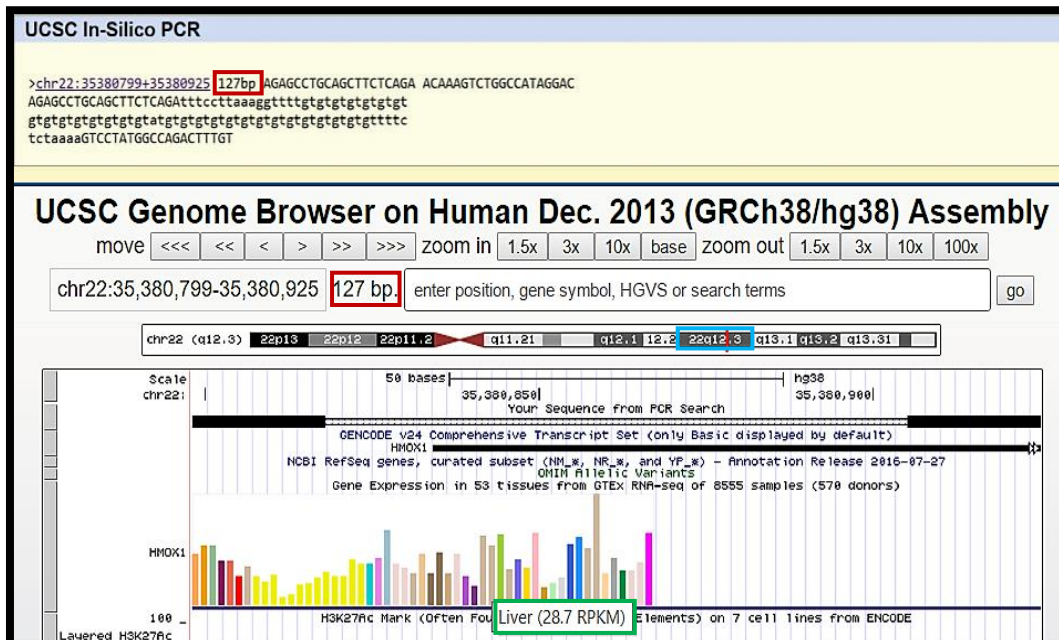 UCSC In-Silico PCR
>chr22:35380799+35380925 127bp AGAGCCTGCAGCTTCTCAGA ACAAAGTCTGGCCATAGGAC
AGAGCCTGCAGCTTCTCAGAtttccttaaaggttttgtgtgtgtgtgtgt
gtgtgtgtgtgtgtgtatgtgtgtgtgtgtgtgtgtgtgtgtgtgttttc
tctaaaaGTCCTATGGCCAGACTTTGT
UCSC Genome Browser on Human Dec. 2013 (GRCh38/hg38) Assembly
move <<< << < > >> >>> zoom in 1.5x 3x 10x base zoom out 1.5x 3x 10x 100x
chr22:35,380,799-35,380,925 127 bp. enter position, gene symbol, HGVS or search terms go
chr22 (q12.3) 22p13 22p12 22p11.2 q11.21 q12.1 12.2 22q12.3 q13.1 q13.2 q13.31
Scale 50 bases hg38
chr22: 35,380,850 35,380,900
Your Sequence from PCR Search
GENCODE v24 Comprehensive Transcript Set (only Basic displayed by default)
HMOX1
NCBI RefSeq genes, curated subset (NM_*, NR_*, and YP_*) - Annotation Release 2016-07-27
OMIM Allelic Variants
Gene Expression in 53 tissues from GTEx RNA-seq of 8555 samples (570 donors)
HMOX1
100 _ H3K27Ac Mark (Often Fou Liver (28.7 RPKM) Elements) on 7 cell lines from ENCODE
Layered H3K27Ac